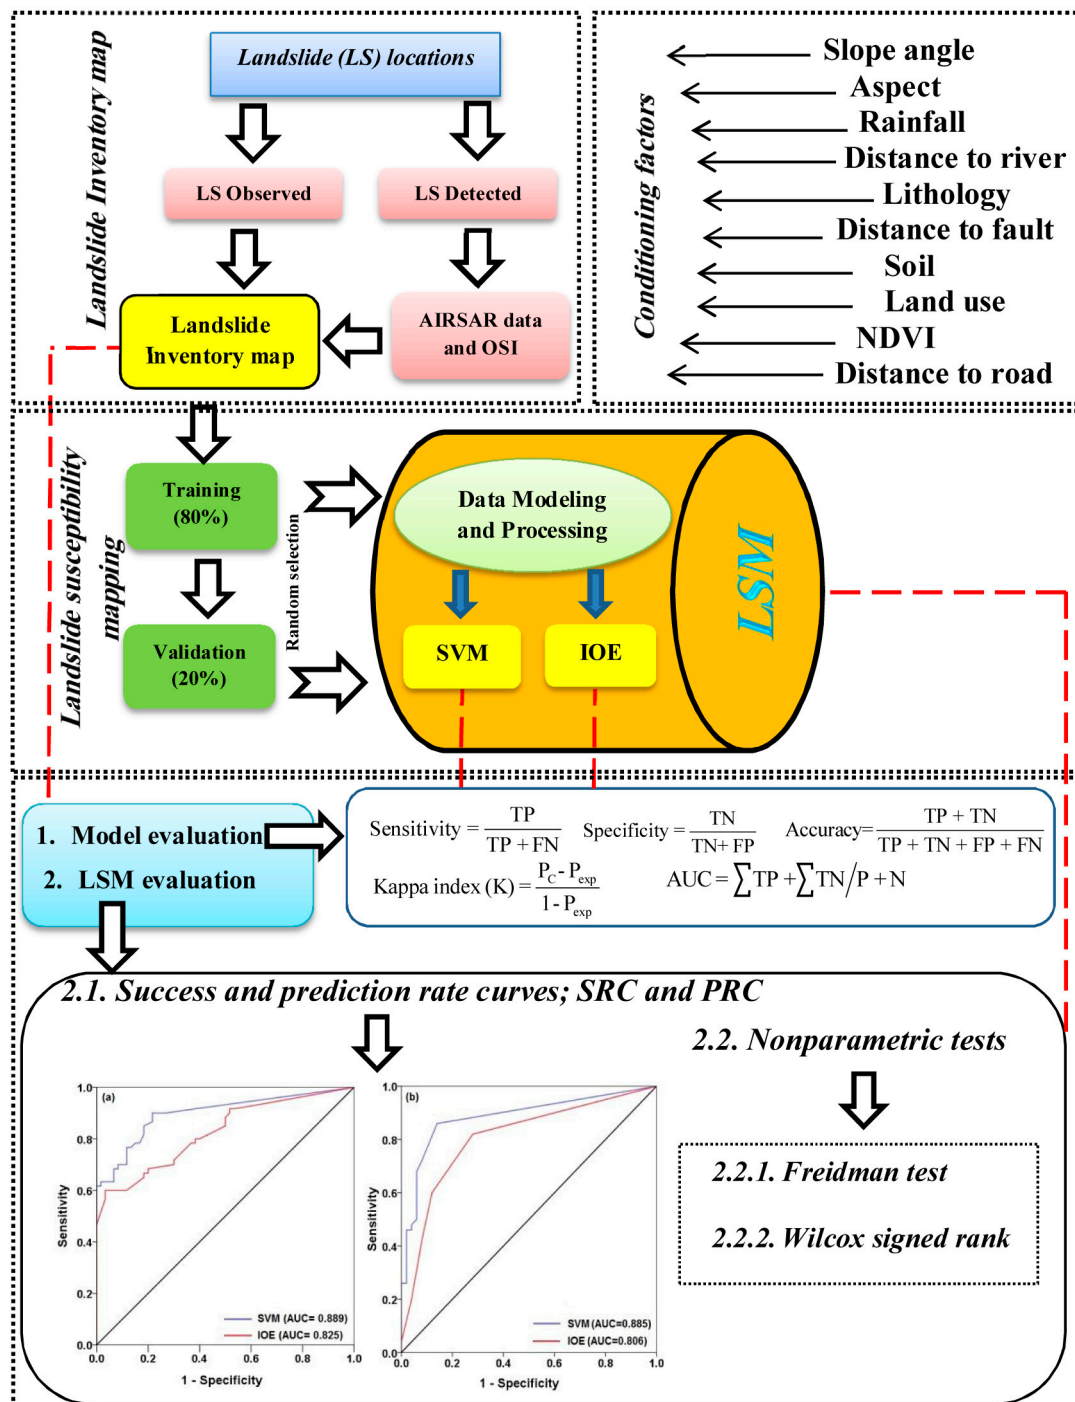 Landslide Inventory map
Landslide (LS) locations
LS Observed
LS Detected
Landslide
Inventory map
AIRSAR data
and OSI
Conditioning factors
Slope angle
Aspect
Rainfall
Distance to river
Lithology
Distance to fault
Soil
Land use
NDVI
Distance to road
Landslide susceptibility
mapping
Training
(80%)
Validation
(20%)
Random selection
Data Modeling
and Processing
SVM
IOE
LSM
1. Model evaluation
2. LSM evaluation
Sensitivity = TP / TP + FN
Specificity = TN / TN+ FP
Accuracy= TP + TN / TP + TN + FP + FN
Kappa index (K) = P_C - P_exp / 1 - P_exp
AUC = ∑TP + ∑TN/P + N
2.1. Success and prediction rate curves; SRC and PRC
(a)
Sensitivity
1.0
0.8
0.6
0.4
0.2
0.0
SVM (AUC= 0.889)
IOE (AUC= 0.825)
0.0 0.2 0.4 0.6 0.8 1.0
1 - Specificity
(b)
Sensitivity
1.0
0.8
0.6
0.4
0.2
0.0
SVM (AUC=0.885)
IOE (AUC=0.806)
0.0 0.2 0.4 0.6 0.8 1.0
1 - Specificity
2.2. Nonparametric tests
2.2.1. Freidman test
2.2.2. Wilcox signed rank